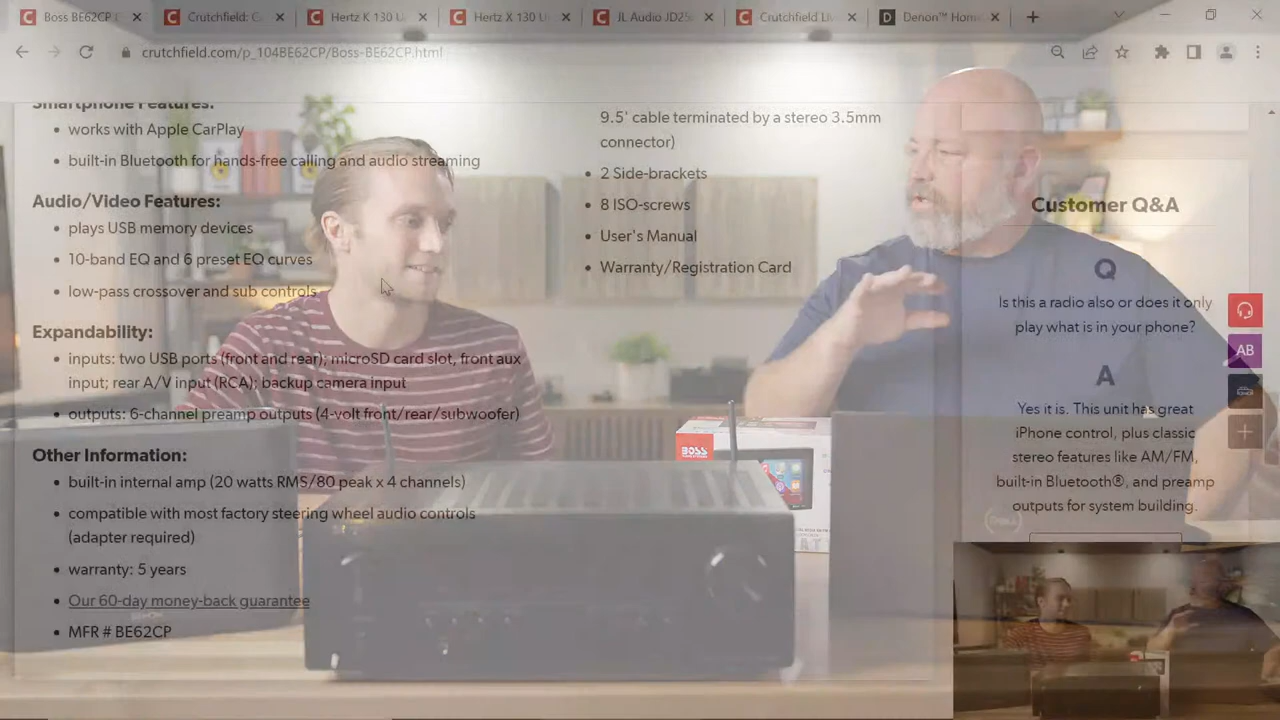 Boss BE62CP
Crutchfield: C
Hertz K 130 U
Hertz X 130 U
JL Audio JD25
Crutchfield Liv
Denon™ Hom
crutchfield.com/p_104BE62CP/Boss-BE62CP.html
Smartphone Features:
works with Apple CarPlay
built-in Bluetooth for hands-free calling and audio streaming
Audio/Video Features:
plays USB memory devices
10-band EQ and 6 preset EQ curves
low-pass crossover and sub controls
Expandability:
inputs: two USB ports (front and rear); microSD card slot, front aux
input; rear A/V input (RCA); backup camera input
outputs: 6-channel preamp outputs (4-volt front/rear/subwoofer)
Other Information:
built-in internal amp (20 watts RMS/80 peak x 4 channels)
compatible with most factory steering wheel audio controls
(adapter required)
warranty: 5 years
Our 60-day money-back guarantee
MFR # BE62CP
9.5' cable terminated by a stereo 3.5mm
connector)
2 Side-brackets
8 ISO-screws
User's Manual
Warranty/Registration Card
Customer Q&A
Q
Is this a radio also or does it only
play what is in your phone?
A
Yes it is. This unit has great
iPhone control, plus classic
stereo features like AM/FM,
built-in Bluetooth®, and preamp
outputs for system building.
AB
BOSS